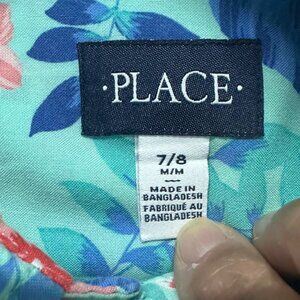 ·PLACE·
7/8
M/M
MADE IN
BANGLADESH
FABRIQUÉ AU
BANGLADESH